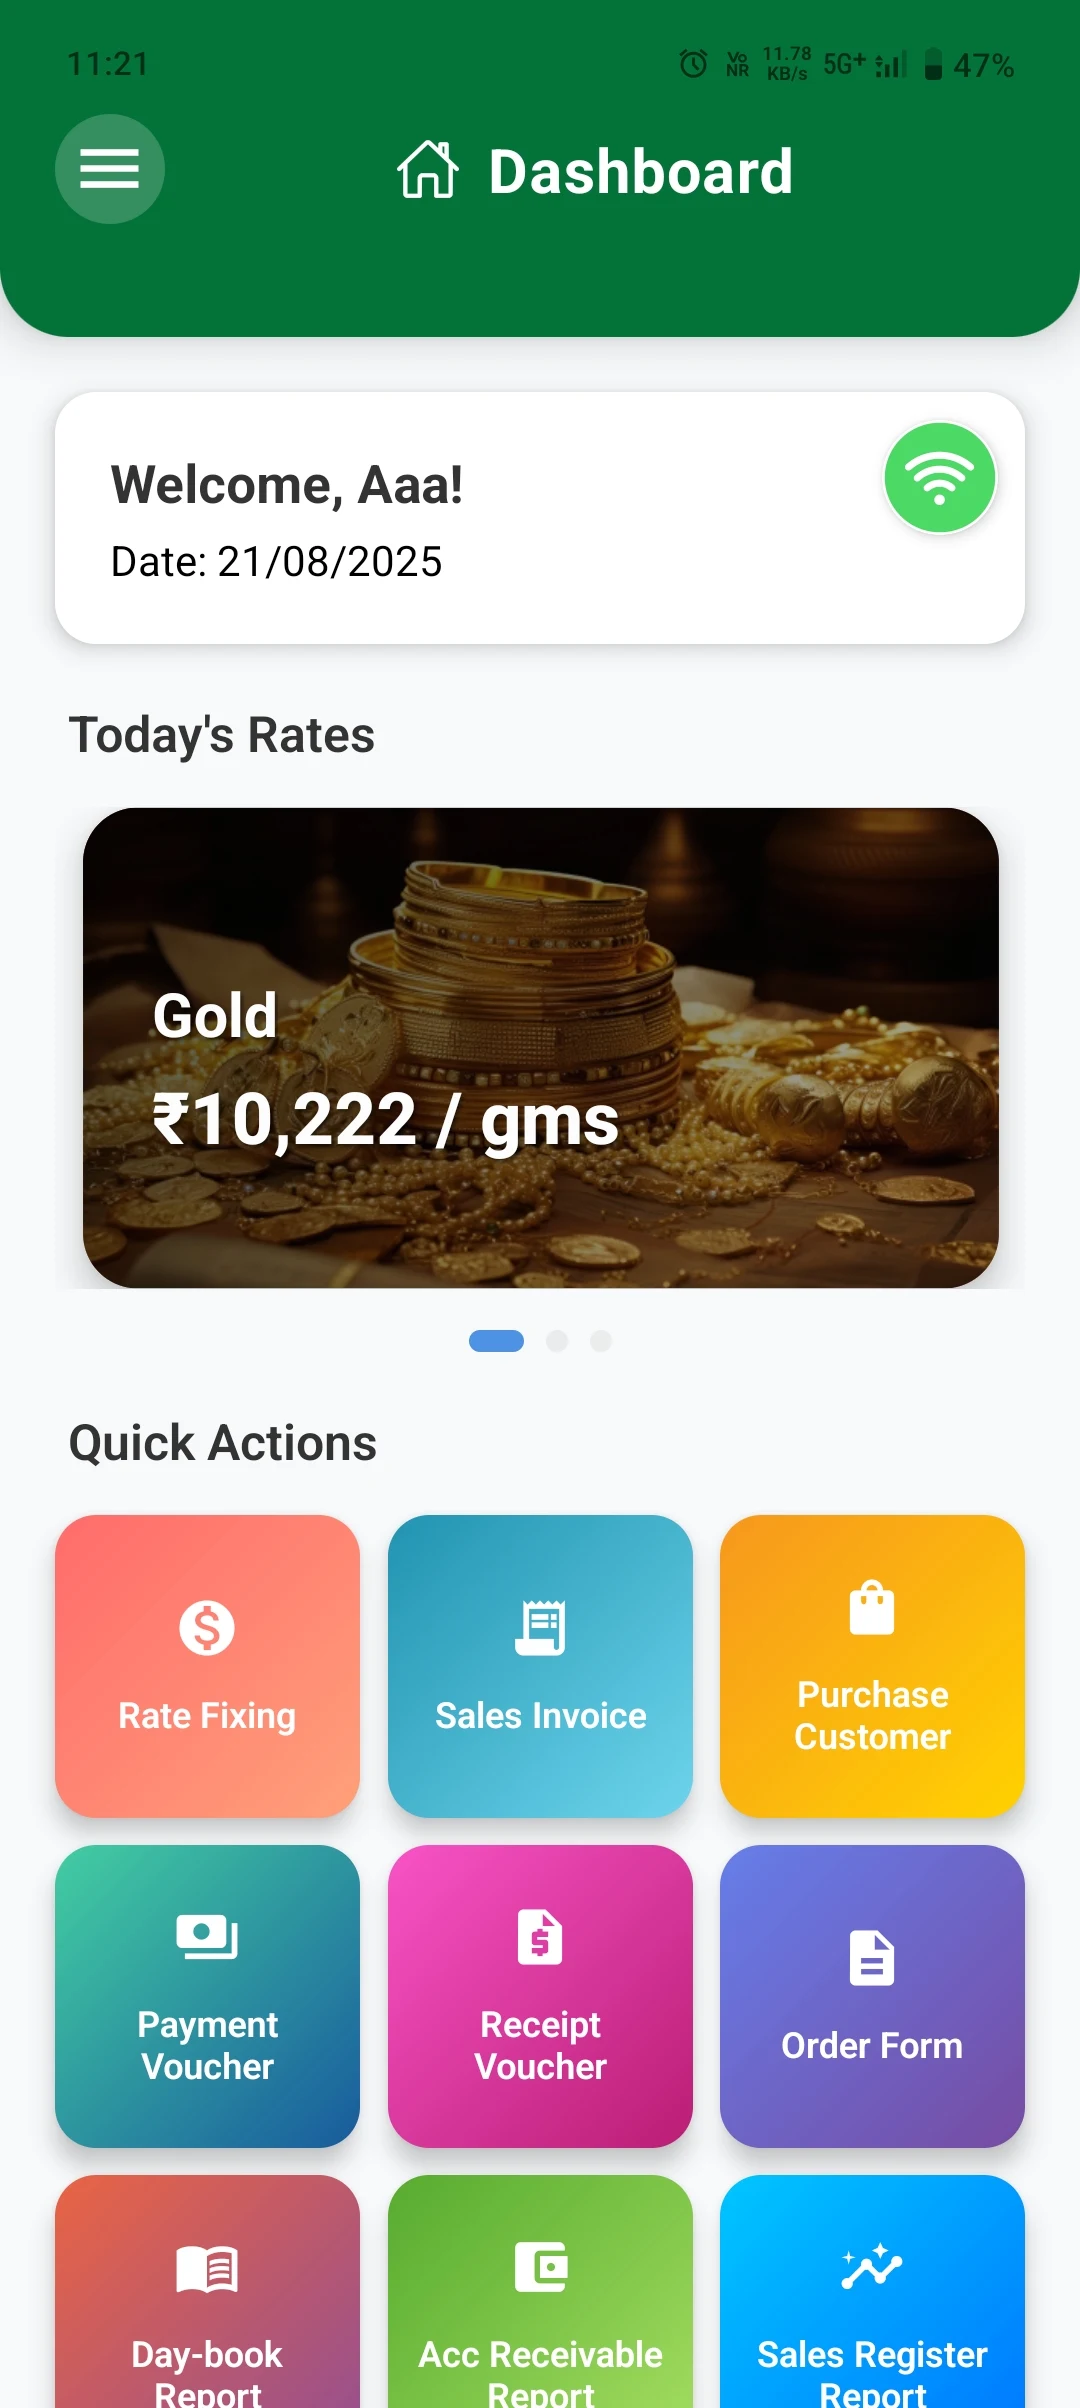 11:21
Vo NR
11.78 KB/s
5G+
47%
Dashboard
Welcome, Aaa!
Date: 21/08/2025
Today's Rates
Gold
₹10,222 / gms
Quick Actions
Rate Fixing
Sales Invoice
Purchase
Customer
Payment
Voucher
Receipt
Voucher
Order Form
Day-book
Report
Acc Receivable
Report
Sales Register
Report